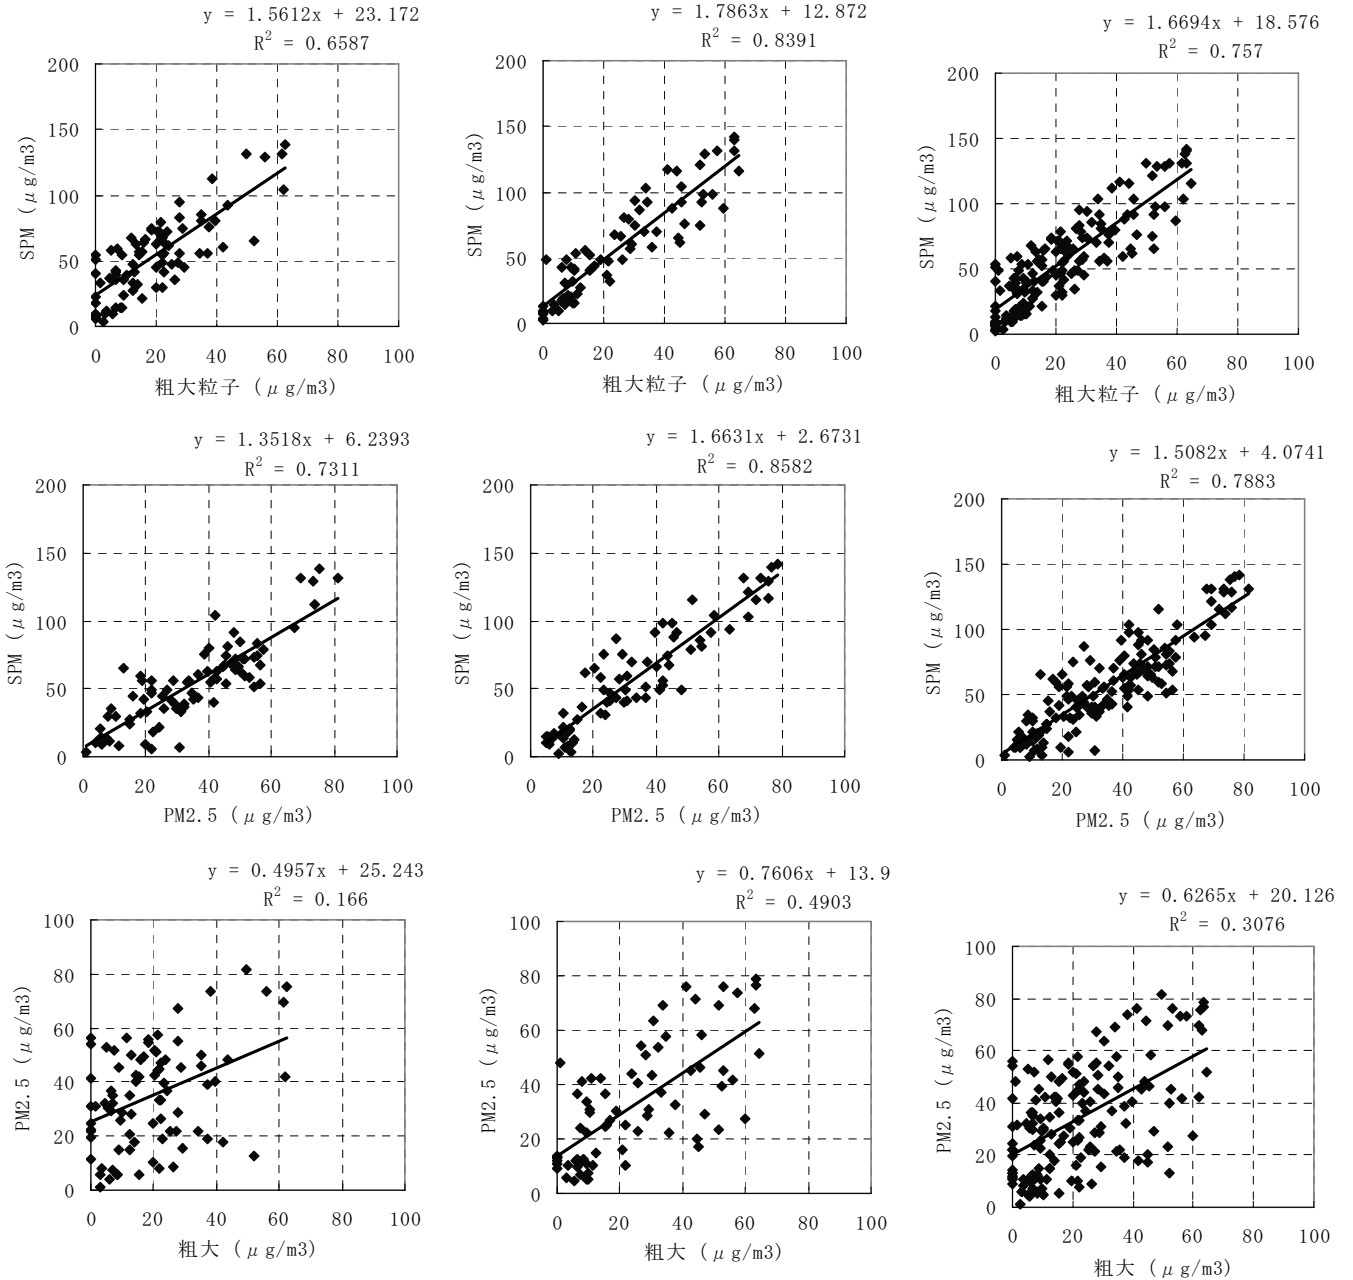 y = 1.5612x + 23.172
R² = 0.6587
200
150
100
50
0
SPM (μg/m3)
0 20 40 60 80 100
粗大粒子 (μg/m3)
y = 1.7863x + 12.872
R² = 0.8391
200
150
100
50
0
SPM (μg/m3)
0 20 40 60 80 100
粗大粒子 (μg/m3)
y = 1.6694x + 18.576
R² = 0.757
200
150
100
50
0
SPM (μg/m3)
0 20 40 60 80 100
粗大粒子 (μg/m3)
y = 1.3518x + 6.2393
R² = 0.7311
200
150
100
50
0
SPM (μg/m3)
0 20 40 60 80 100
PM2.5 (μg/m3)
y = 1.6631x + 2.6731
R² = 0.8582
200
150
100
50
0
SPM (μg/m3)
0 20 40 60 80 100
PM2.5 (μg/m3)
y = 1.5082x + 4.0741
R² = 0.7883
200
150
100
50
0
SPM (μg/m3)
0 20 40 60 80 100
PM2.5 (μg/m3)
y = 0.4957x + 25.243
R² = 0.166
100
80
60
40
20
0
PM2.5 (μg/m3)
0 20 40 60 80 100
粗大 (μg/m3)
y = 0.7606x + 13.9
R² = 0.4903
100
80
60
40
20
0
PM2.5 (μg/m3)
0 20 40 60 80 100
粗大 (μg/m3)
y = 0.6265x + 20.126
R² = 0.3076
100
80
60
40
20
0
PM2.5 (μg/m3)
0 20 40 60 80 100
粗大 (μg/m3)